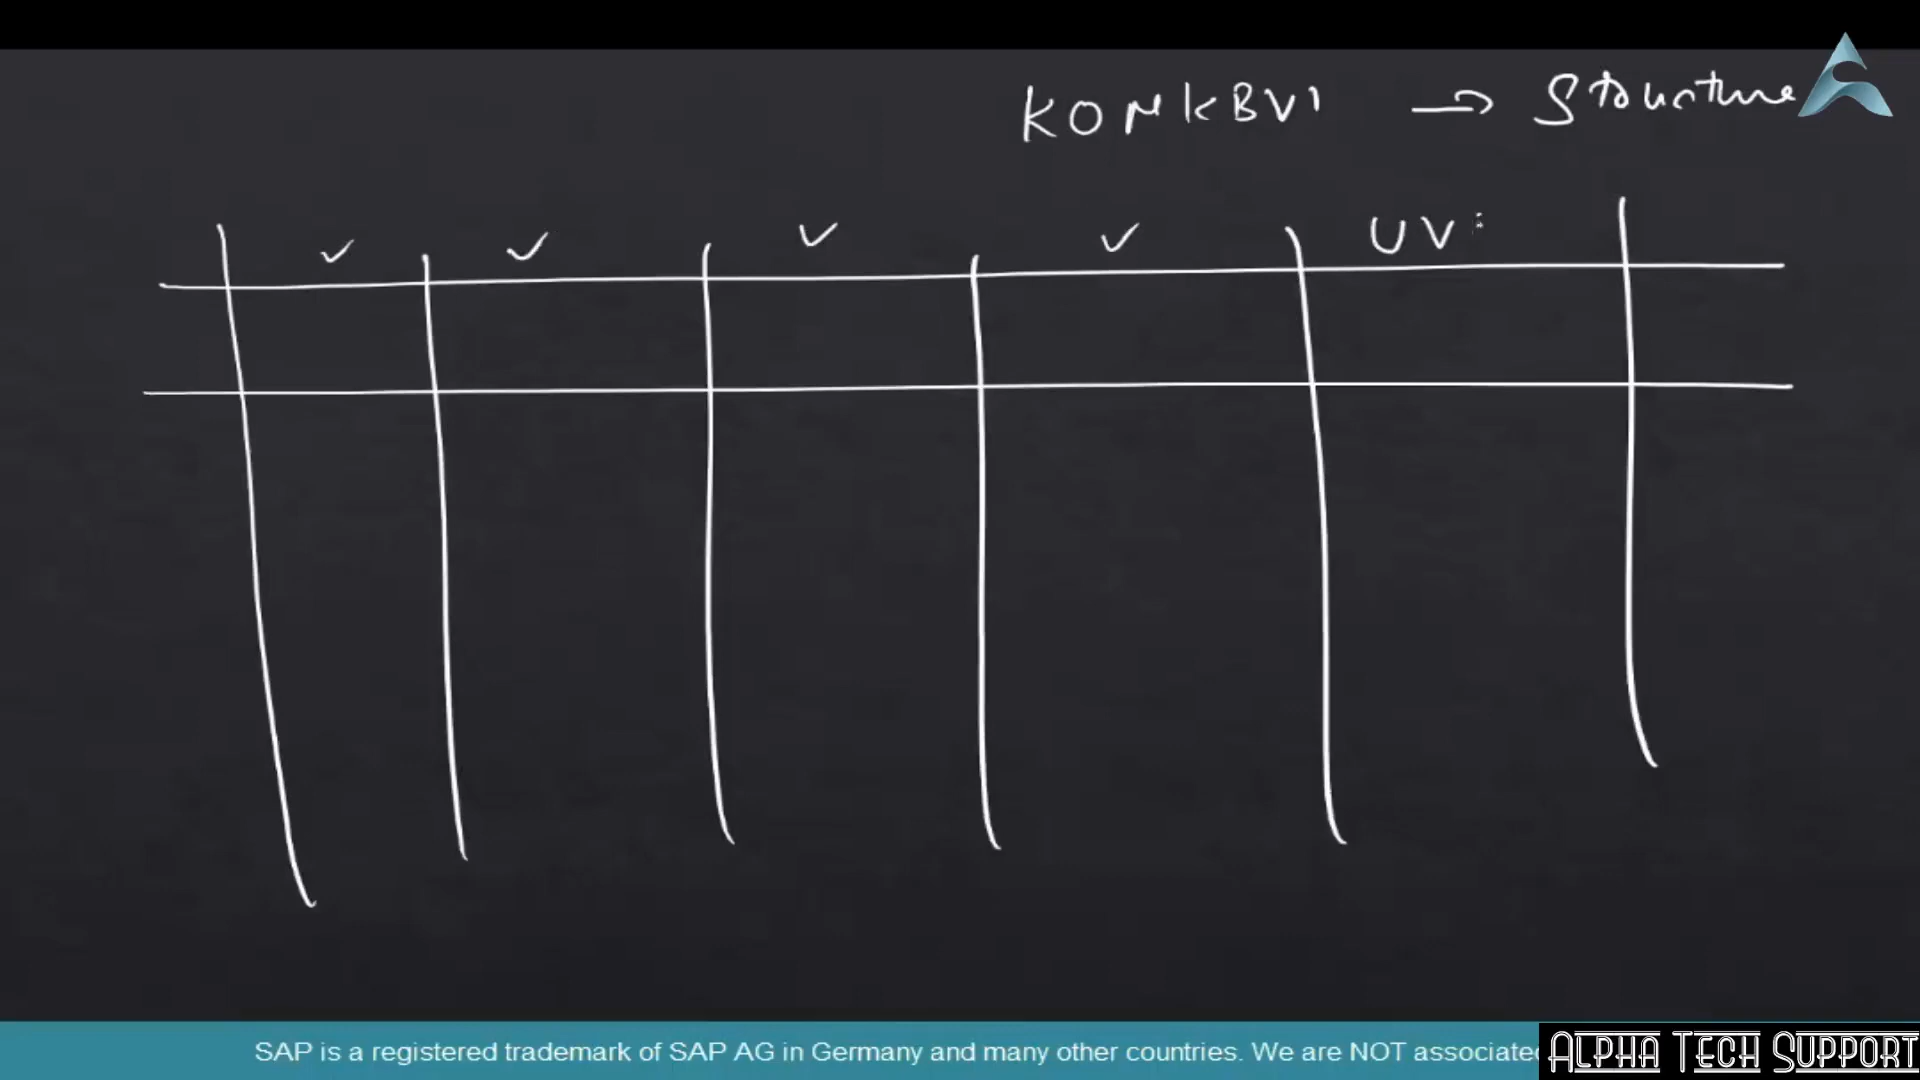 KOMKBV1 → Structure
✓ ✓ ✓ ✓ UV
SAP is a registered trademark of SAP AG in Germany and many other countries. We are NOT associate
ALPHA TECH SUPPORT